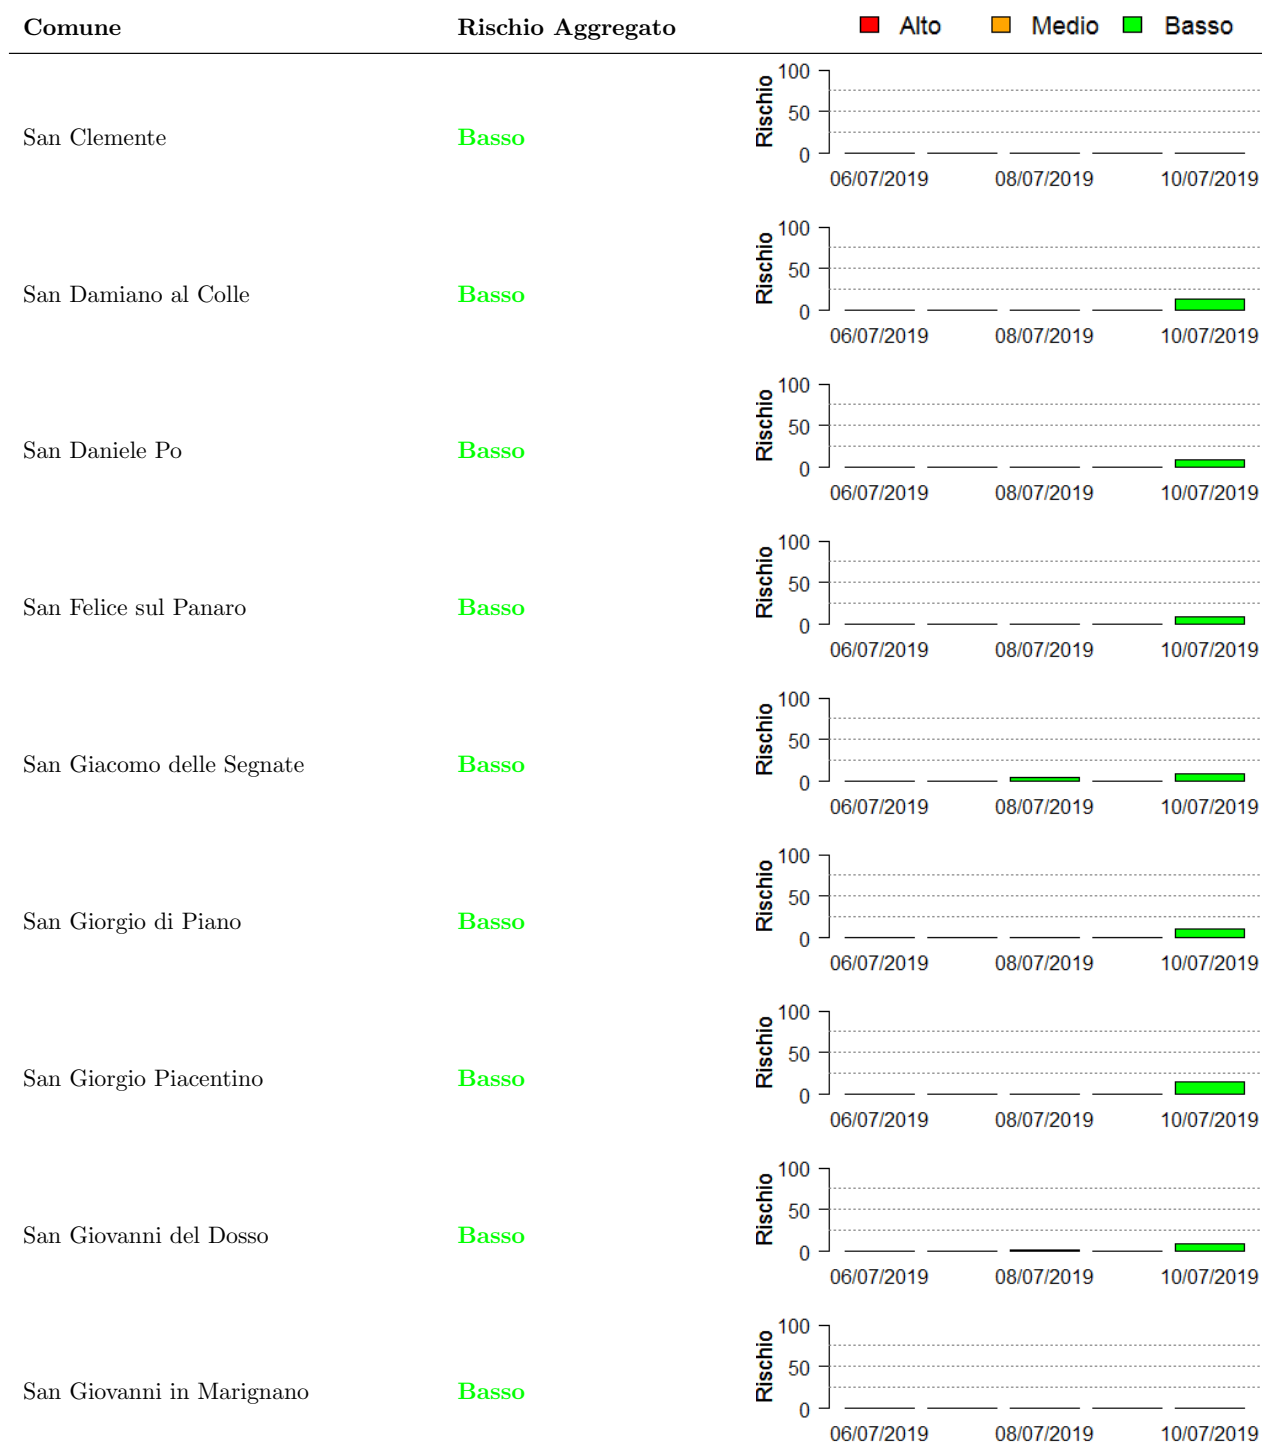 Comune Rischio Aggregato Alto Medio Basso
San Clemente Basso Rischio 100 50 0
06/07/2019 08/07/2019 10/07/2019
San Damiano al Colle Basso Rischio 100 50 0
06/07/2019 08/07/2019 10/07/2019
San Daniele Po Basso Rischio 100 50 0
06/07/2019 08/07/2019 10/07/2019
San Felice sul Panaro Basso Rischio 100 50 0
06/07/2019 08/07/2019 10/07/2019
San Giacomo delle Segnate Basso Rischio 100 50 0
06/07/2019 08/07/2019 10/07/2019
San Giorgio di Piano Basso Rischio 100 50 0
06/07/2019 08/07/2019 10/07/2019
San Giorgio Piacentino Basso Rischio 100 50 0
06/07/2019 08/07/2019 10/07/2019
San Giovanni del Dosso Basso Rischio 100 50 0
06/07/2019 08/07/2019 10/07/2019
San Giovanni in Marignano Basso Rischio 100 50 0
06/07/2019 08/07/2019 10/07/2019